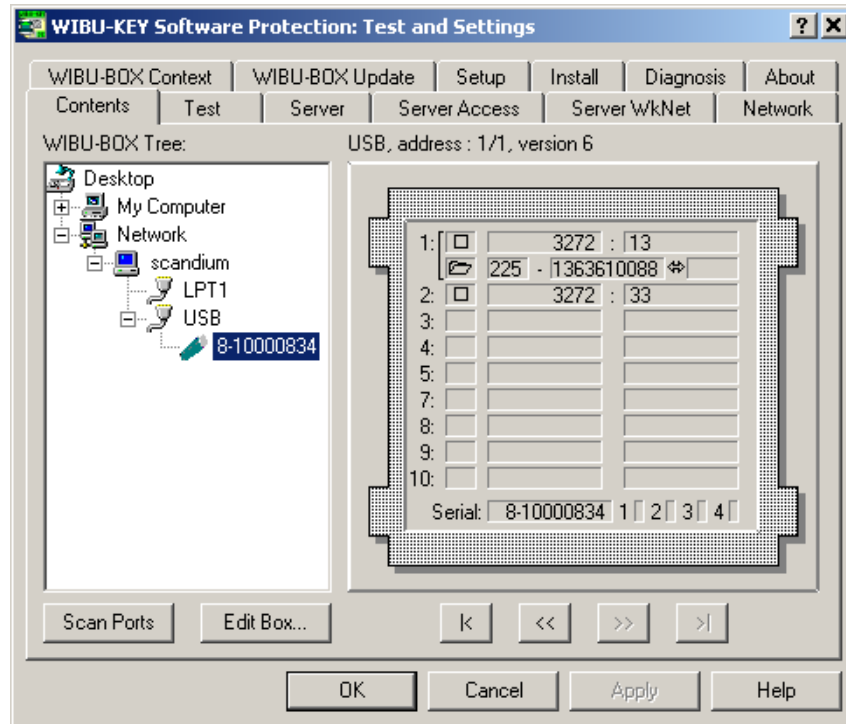 WIBU-KEY Software Protection: Test and Settings
WIBU-BOX Context WIBU-BOX Update Setup Install Diagnosis About
Contents Test Server Server Access Server WkNet Network
WIBU-BOX Tree: USB, address : 1/1, version 6
Desktop
My Computer
Network
scandium
LPT1
USB
8-10000834
1: 3272 : 13
225 - 1363610088
2: 3272 : 33
3:
4:
5:
7:
8:
9:
10:
Serial: 8-10000834 1 2 3 4
Scan Ports Edit Box... |< << >> >|
OK Cancel Apply Help